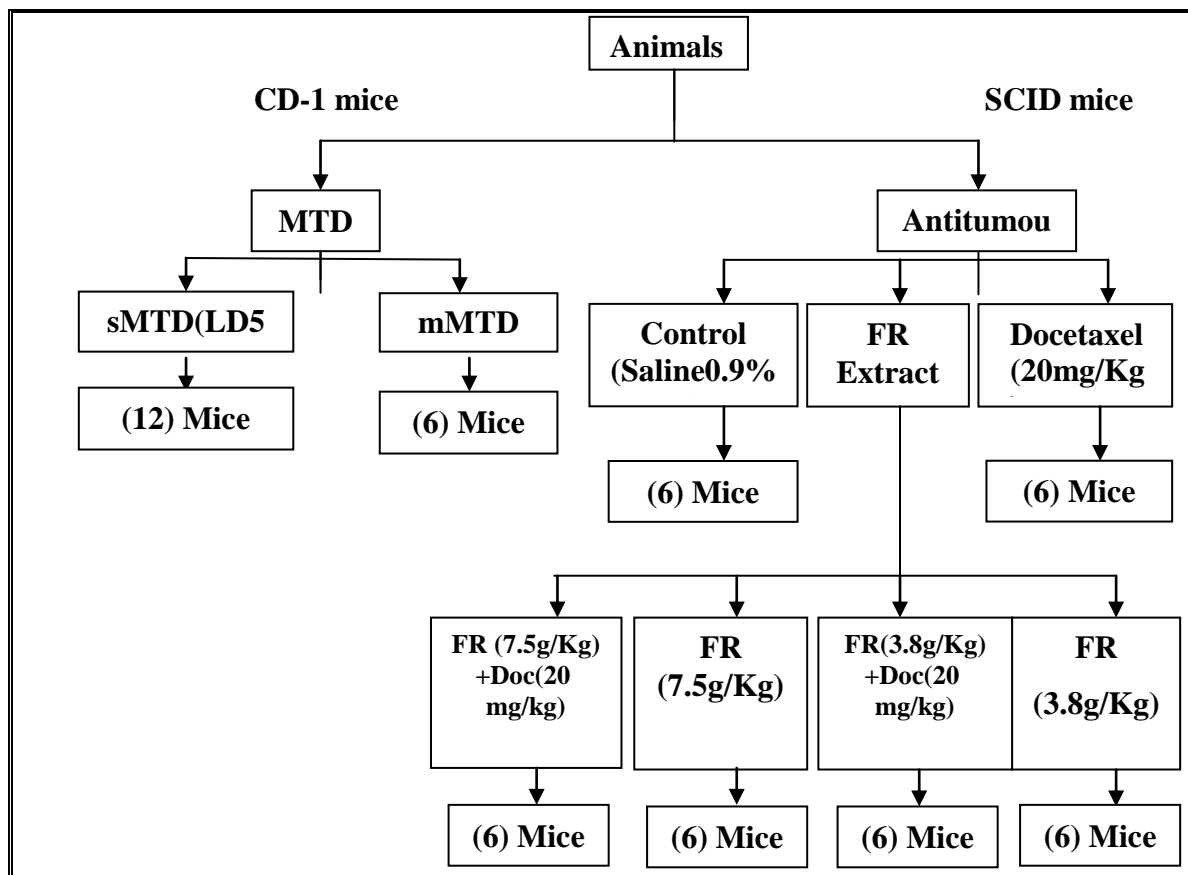 Animals
CD-1 mice
SCID mice
MTD
Antitumou
sMTD(LD5
mMTD
(12) Mice
(6) Mice
Control
(Saline0.9%
FR
Extract
Docetaxel
(20mg/Kg
(6) Mice
(6) Mice
FR (7.5g/Kg)
+Doc(20
mg/kg)
FR
(7.5g/Kg)
FR(3.8g/Kg)
+Doc(20
mg/kg)
FR
(3.8g/Kg)
(6) Mice
(6) Mice
(6) Mice
(6) Mice